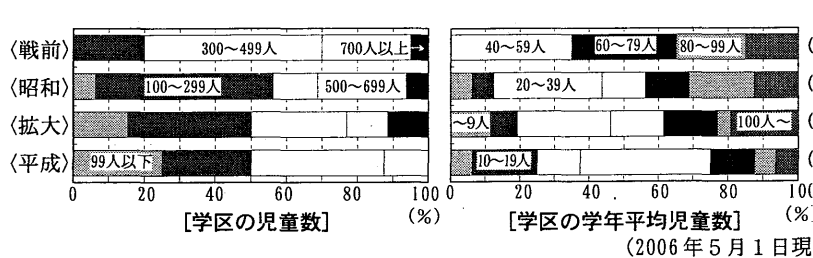 〈戦前〉 300〜499人 700人以上→ 40〜59人 60〜79人 80〜99人 (
〈昭和〉 100〜299人 500〜699人 20〜39人 (
〈拡大〉 〜9人 100人〜 (
〈平成〉 99人以下 10〜19人 (
0 20 40 60 80 100 0 20 40 60 80 100
[学区の児童数] (%) [学区の学年平均児童数] (%)
(2006年5月1日現